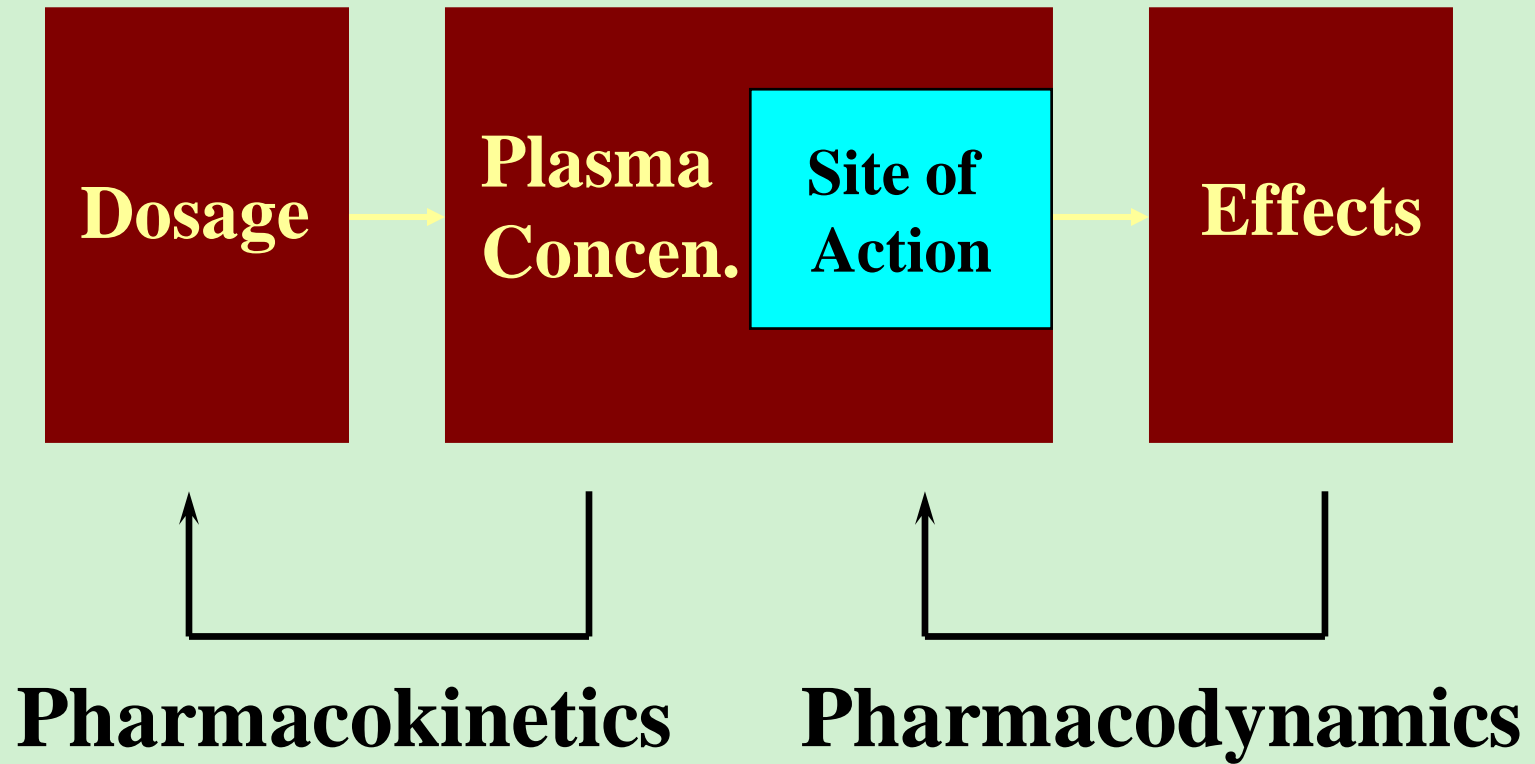 Dosage
Plasma
Concen.
Site of
Action
Effects
Pharmacokinetics
Pharmacodynamics